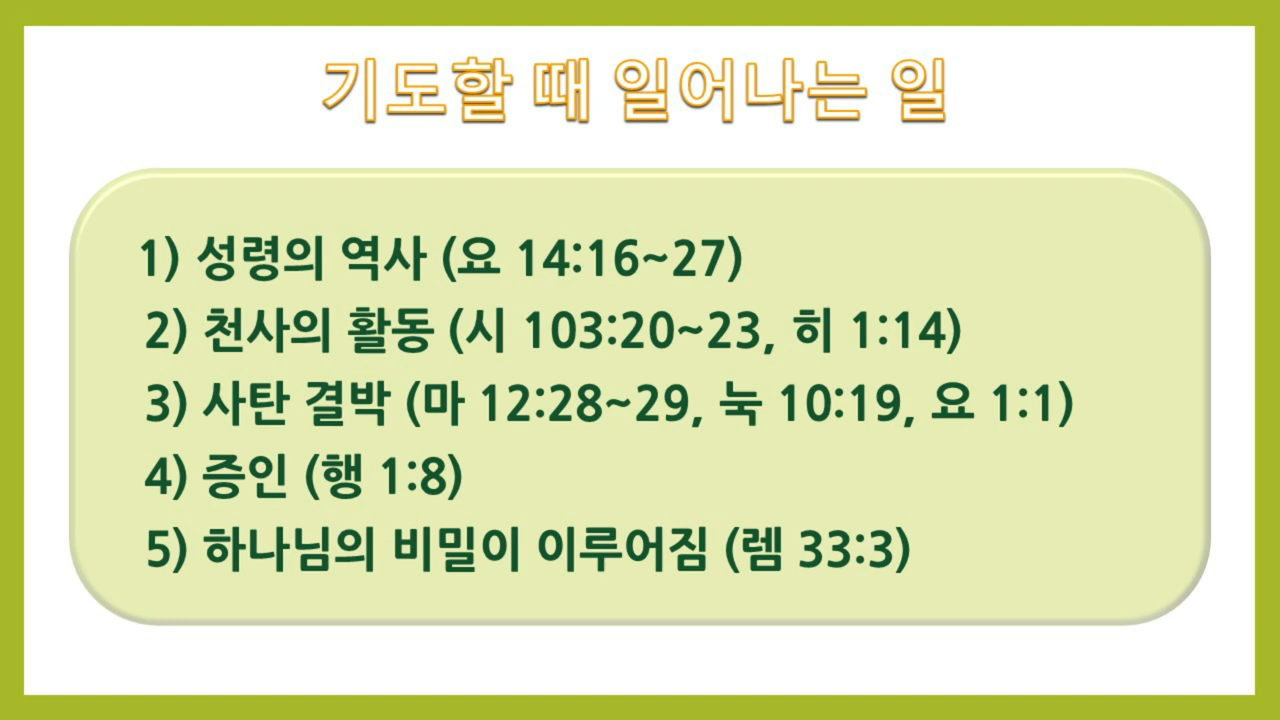 기도할 때 일어나는 일
1) 성령의 역사 (요 14:16~27)
2) 천사의 활동 (시 103:20~23, 히 1:14)
3) 사탄 결박 (마 12:28~29, 눅 10:19, 요 1:1)
4) 증인 (행 1:8)
5) 하나님의 비밀이 이루어짐 (렘 33:3)